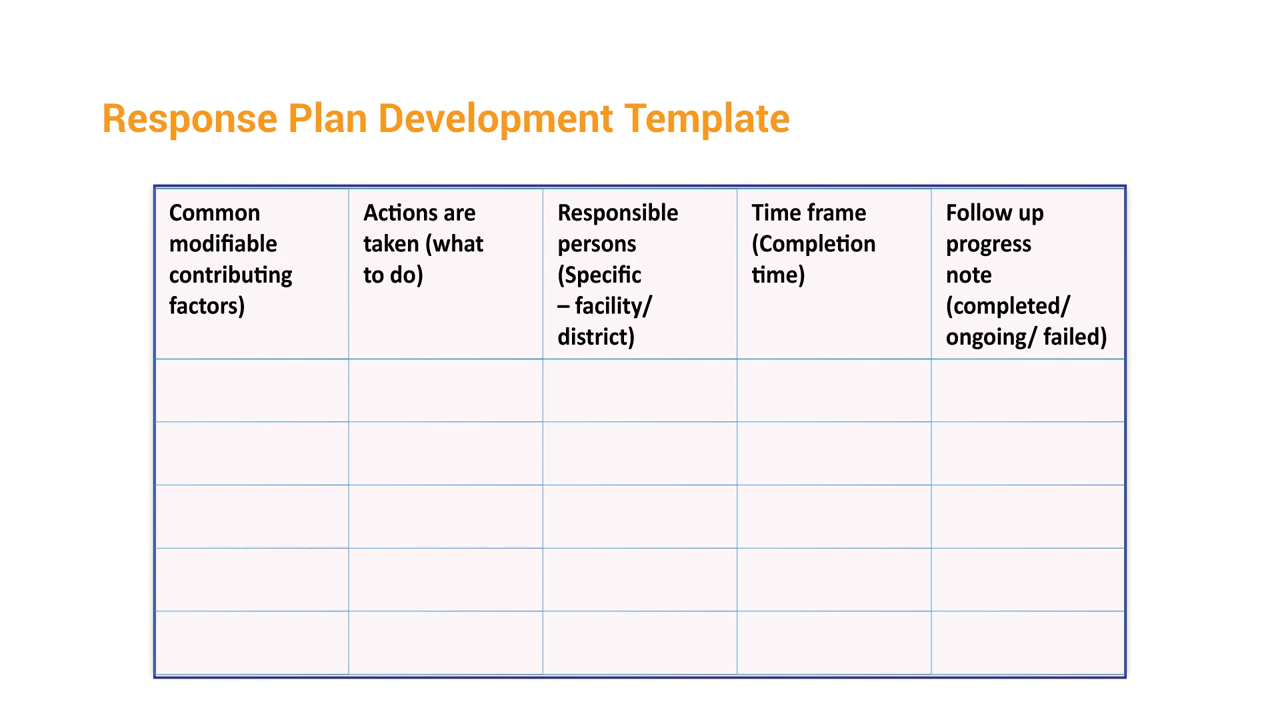 Response Plan Development Template
Common
modifiable
contributing
factors)
Actions are
taken (what
to do)
Responsible
persons
(Specific
– facility/
district)
Time frame
(Completion
time)
Follow up
progress
note
(completed/
ongoing/ failed)